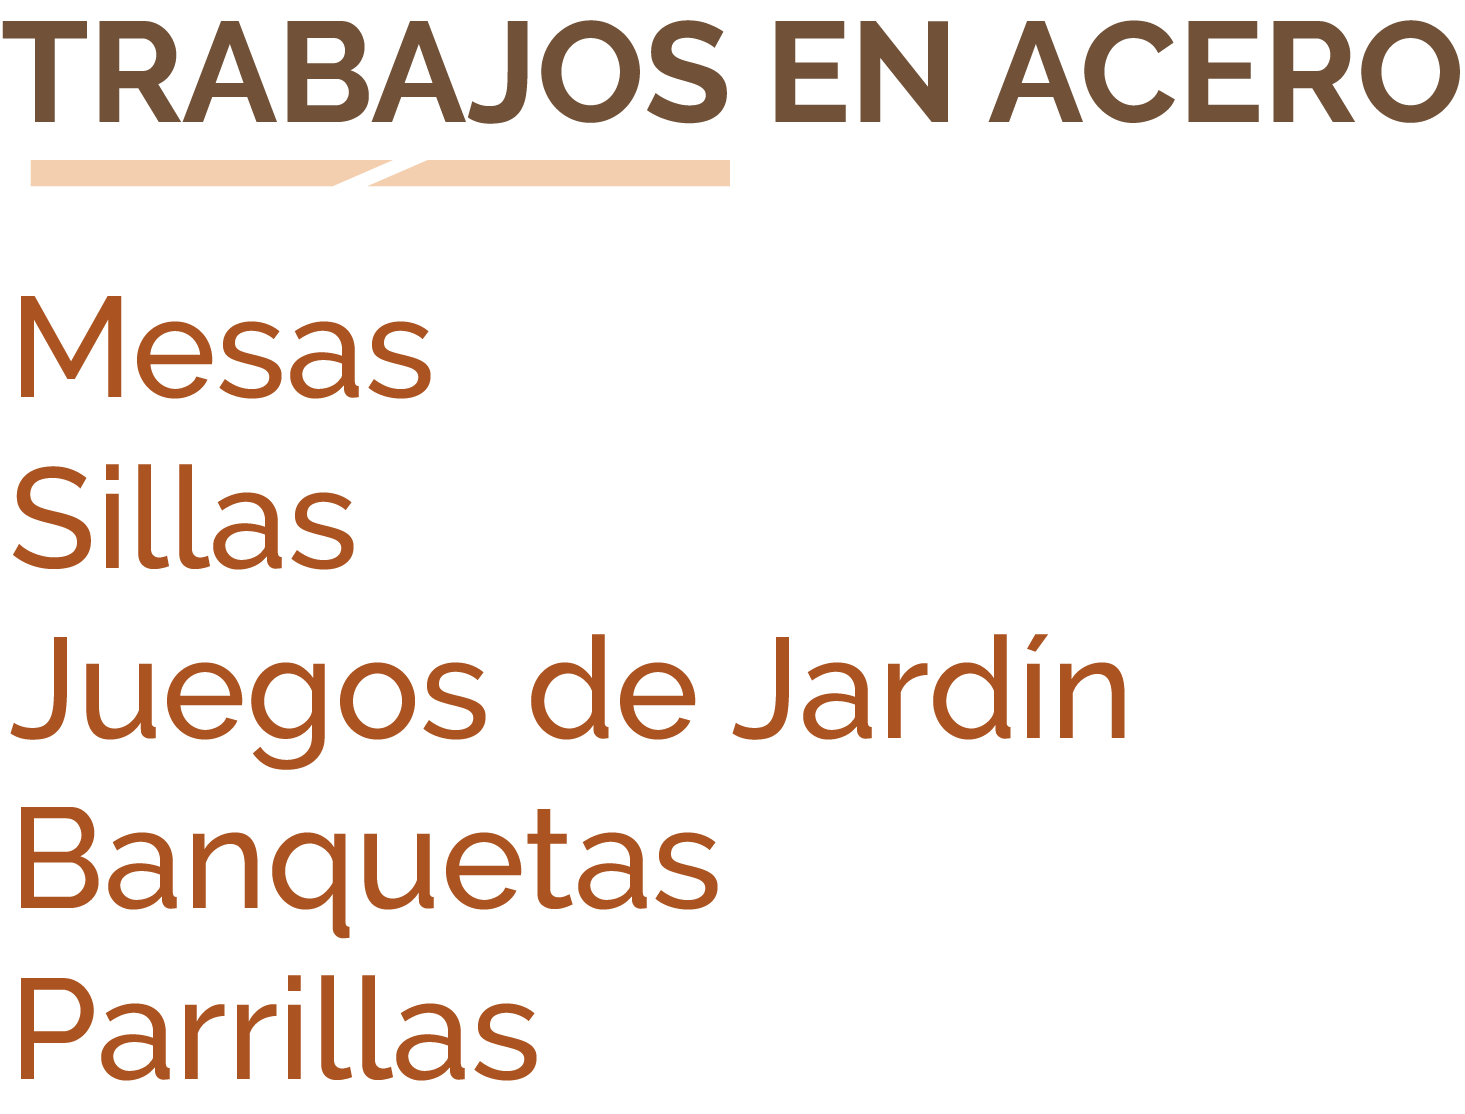 TRABAJOS EN ACERO
Mesas
Sillas
Juegos de Jardín
Banquetas
Parrillas